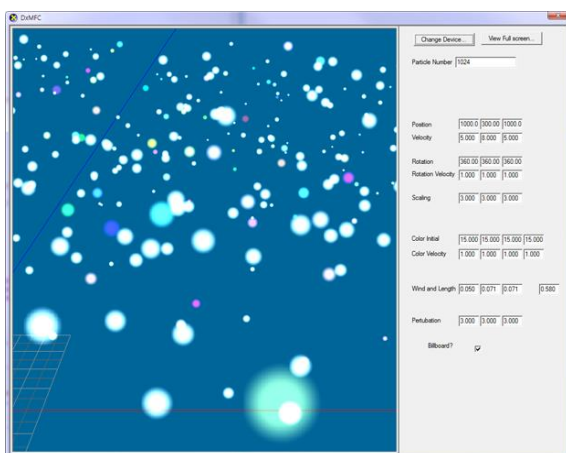 DxMFC
Change Device... View Full screen...
Particle Number 1024
Position 1000.0 300.00 1000.0
Velocity 5.000 8.000 5.000
Rotation 360.00 360.00 360.00
Rotation Velocity 1.000 1.000 1.000
Scaling 3.000 3.000 3.000
Color Initial 15.000 15.000 15.000 15.000
Color Velocity 1.000 1.000 1.000 1.000
Wind and Length 0.050 0.071 0.071 0.580
Pertubation 3.000 3.000 3.000
Billboard?